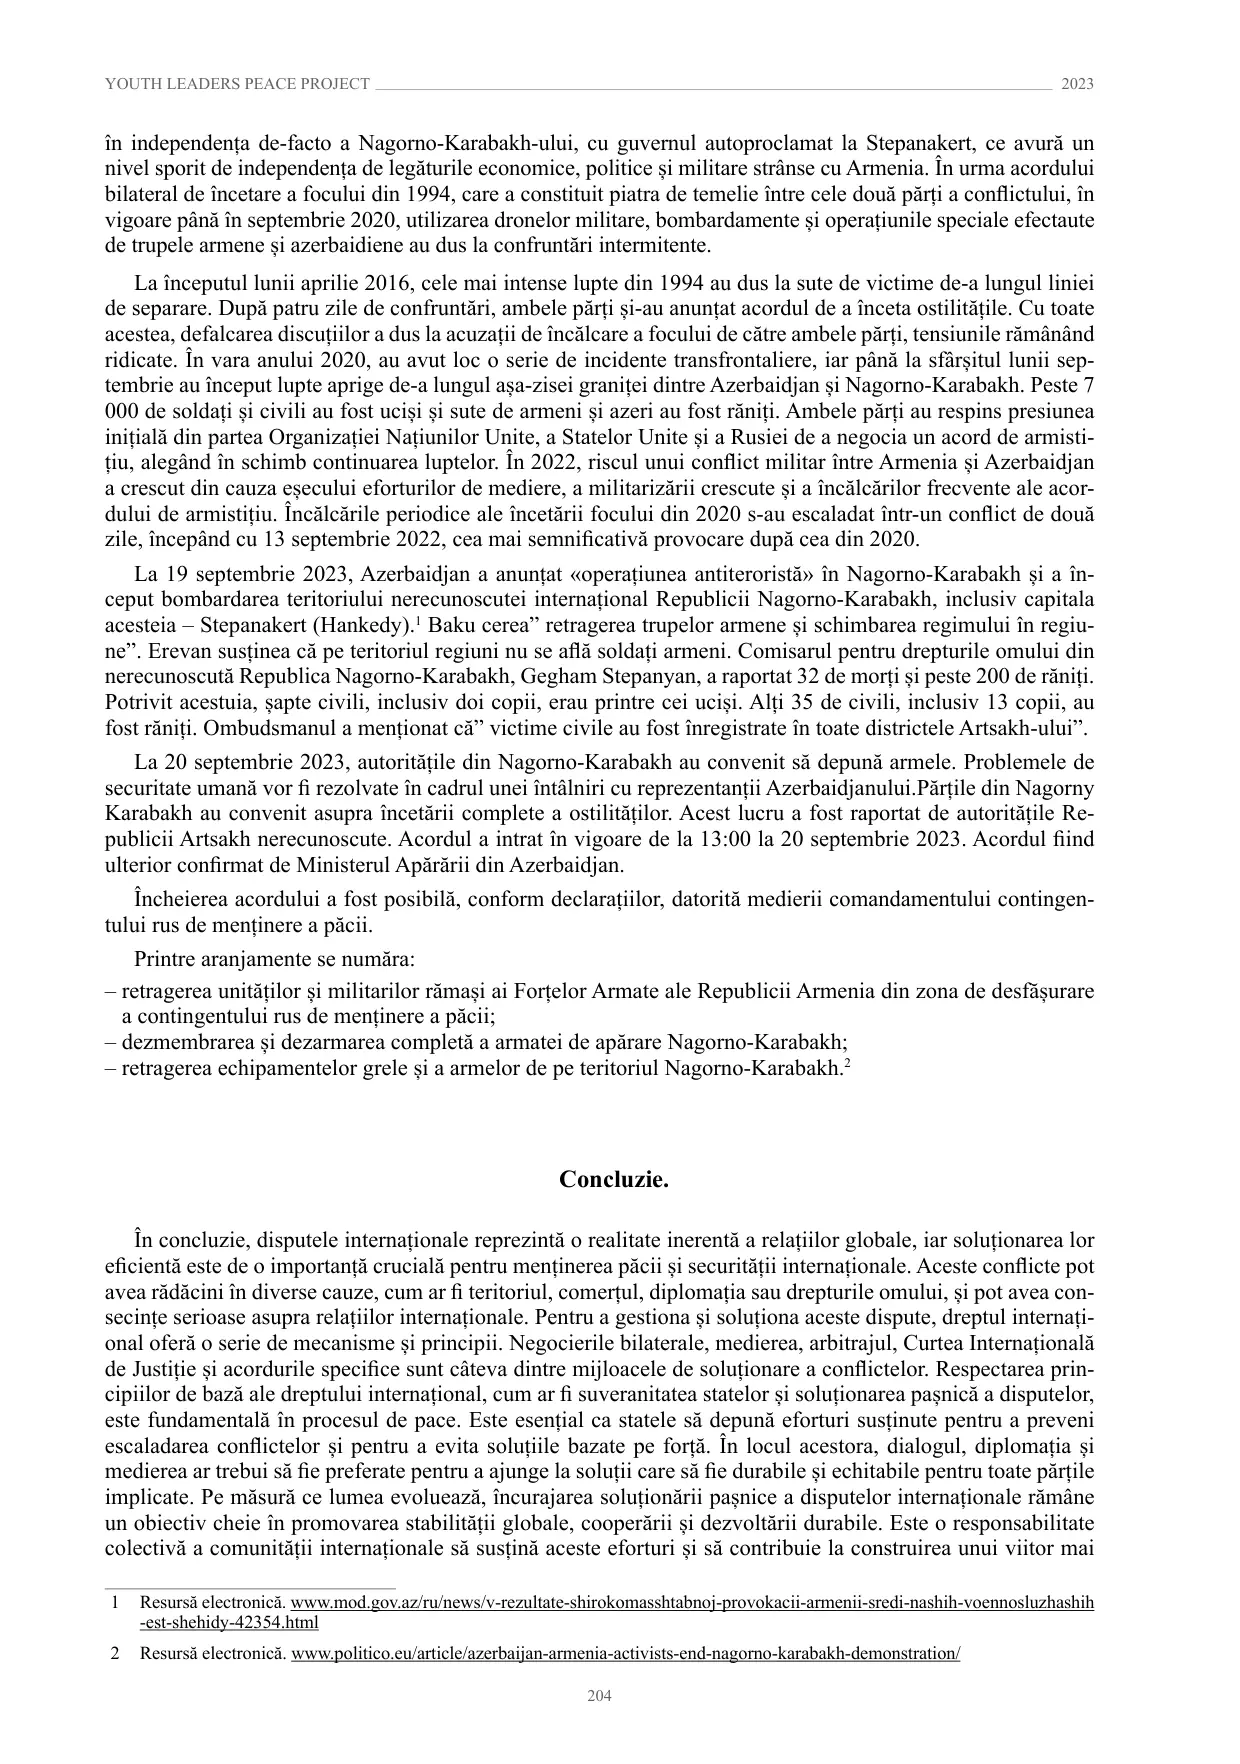 YOUTH LEADERS PEACE PROJECT 2023
în independența de-facto a Nagorno-Karabakh-ului, cu guvernul autoproclamat la Stepanakert, ce avură un
nivel sporit de independența de legăturile economice, politice și militare strânse cu Armenia. În urma acordului
bilateral de încetare a focului din 1994, care a constituit piatra de temelie între cele două părți a conflictului, în
vigoare până în septembrie 2020, utilizarea dronelor militare, bombardamente și operațiunile speciale efectuate
de trupele armene și azerbaidiene au dus la confruntări intermitente.
La începutul lunii aprilie 2016, cele mai intense lupte din 1994 au dus la sute de victime de-a lungul liniei
de separare. După patru zile de confruntări, ambele părți și-au anunțat acordul de a înceta ostilitățile. Cu toate
acestea, defalcarea discuțiilor a dus la acuzații de încălcare a focului de către ambele părți, tensiunile rămânând
ridicate. În vara anului 2020, au avut loc o serie de incidente transfrontaliere, iar până la sfârșitul lunii sep-
tembrie au început lupte aprige de-a lungul așa-zisei graniței dintre Azerbaidjan și Nagorno-Karabakh. Peste 7
000 de soldați și civili au fost uciși și sute de armeni și azeri au fost răniți. Ambele părți au respins presiunea
inițială din partea Organizației Națiunilor Unite, a Statelor Unite și a Rusiei de a negocia un acord de armisti-
țiu, alegând în schimb continuarea luptelor. În 2022, riscul unui conflict militar între Armenia și Azerbaidjan
a crescut din cauza eșecului eforturilor de mediere, a militarizării crescute și a încălcărilor frecvente ale acor-
dului de armistițiu. Încălcările periodice ale încetării focului din 2020 s-au escaladat într-un conflict de două
zile, începând cu 13 septembrie 2022, cea mai semnificativă provocare după cea din 2020.
La 19 septembrie 2023, Azerbaidjan a anunțat «operațiunea antiteroristă» în Nagorno-Karabakh și a în-
ceput bombardarea teritoriului nerecunoscutei internațional Republicii Nagorno-Karabakh, inclusiv capitala
acesteia – Stepanakert (Hankedy).1 Baku cerea” retragerea trupelor armene și schimbarea regimului în regiu-
ne”. Erevan susținea că pe teritoriul regiuni nu se află soldați armeni. Comisarul pentru drepturile omului din
nerecunoscută Republica Nagorno-Karabakh, Gegham Stepanyan, a raportat 32 de morți și peste 200 de răniți.
Potrivit acestuia, șapte civili, inclusiv doi copii, erau printre cei uciși. Alți 35 de civili, inclusiv 13 copii, au
fost răniți. Ombudsmanul a menționat că” victime civile au fost înregistrate în toate districtele Artsakh-ului”.
La 20 septembrie 2023, autoritățile din Nagorno-Karabakh au convenit să depună armele. Problemele de
securitate umană vor fi rezolvate în cadrul unei întâlniri cu reprezentanții Azerbaidjanului.Părțile din Nagorny
Karabakh au convenit asupra încetării complete a ostilităților. Acest lucru a fost raportat de autoritățile Re-
publicii Artsakh nerecunoscute. Acordul a intrat în vigoare de la 13:00 la 20 septembrie 2023. Acordul fiind
ulterior confirmat de Ministerul Apărării din Azerbaidjan.
Încheierea acordului a fost posibilă, conform declarațiilor, datorită medierii comandamentului contingen-
tului rus de menținere a păcii.
Printre aranjamente se număra:
– retragerea unităților și militarilor rămași ai Forțelor Armate ale Republicii Armenia din zona de desfășurare
a contingentului rus de menținere a păcii;
– dezmembrarea și dezarmarea completă a armatei de apărare Nagorno-Karabakh;
– retragerea echipamentelor grele și a armelor de pe teritoriul Nagorno-Karabakh.2
Concluzie.
În concluzie, disputele internaționale reprezintă o realitate inerentă a relațiilor globale, iar soluționarea lor
eficientă este de o importanță crucială pentru menținerea păcii și securității internaționale. Aceste conflicte pot
avea rădăcini în diverse cauze, cum ar fi teritoriul, comerțul, diplomația sau drepturile omului, și pot avea con-
secințe serioase asupra relațiilor internaționale. Pentru a gestiona și soluționa aceste dispute, dreptul internați-
onal oferă o serie de mecanisme și principii. Negocierile bilaterale, medierea, arbitrajul, Curtea Internațională
de Justiție și acordurile specifice sunt câteva dintre mijloacele de soluționare a conflictelor. Respectarea prin-
cipiilor de bază ale dreptului internațional, cum ar fi suveranitatea statelor și soluționarea pașnică a disputelor,
este fundamentală în procesul de pace. Este esențial ca statele să depună eforturi susținute pentru a preveni
escaladarea conflictelor și pentru a evita soluțiile bazate pe forță. În locul acestora, dialogul, diplomația și
medierea ar trebui să fie preferate pentru a ajunge la soluții care să fie durabile și echitabile pentru toate părțile
implicate. Pe măsură ce lumea evoluează, încurajarea soluționării pașnice a disputelor internaționale rămâne
un obiectiv cheie în promovarea stabilității globale, cooperării și dezvoltării durabile. Este o responsabilitate
colectivă a comunității internaționale să susțină aceste eforturi și să contribuie la construirea unui viitor mai
1 Resursă electronică. www.mod.gov.az/ru/news/v-rezultate-shirokomasshtabnoj-provokacii-armenii-sredi-nashih-voennosluzhashih
-est-shehidy-42354.html
2 Resursă electronică. www.politico.eu/article/azerbaijan-armenia-activists-end-nagorno-karabakh-demonstration/
204